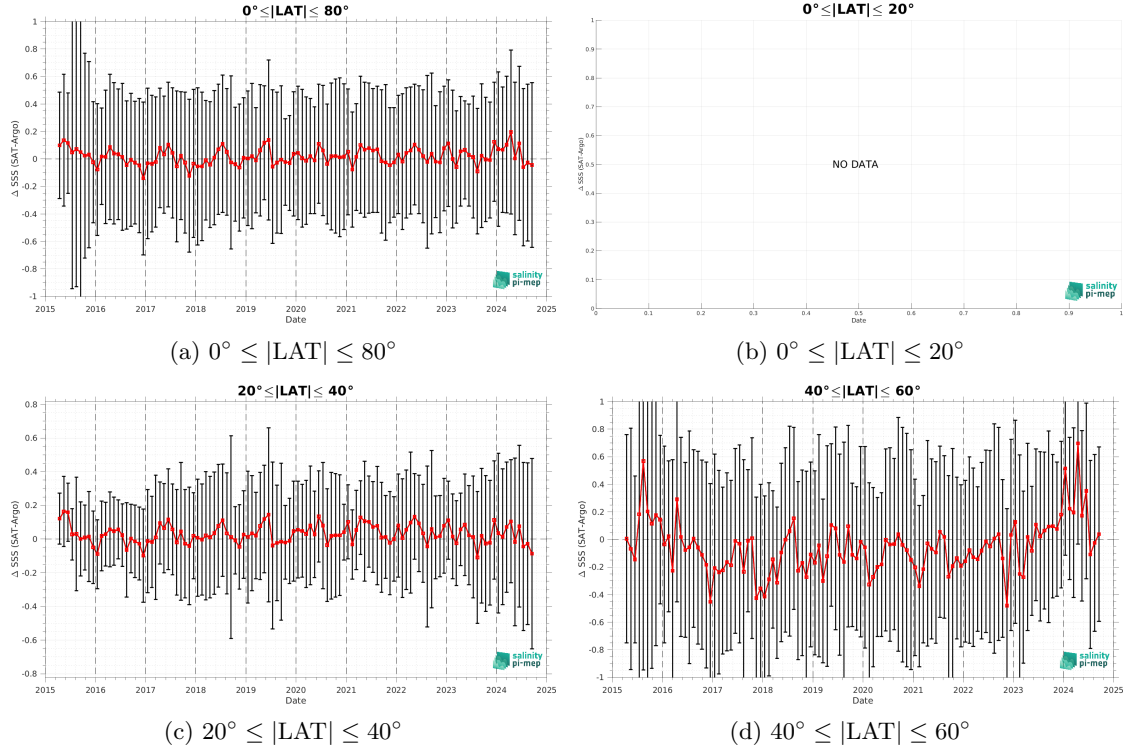 0°≤|LAT|≤ 80°
Δ SSS (SAT-Argo)
1
0.8
0.6
0.4
0.2
0
-0.2
-0.4
-0.6
-0.8
-1
2015 2016 2017 2018 2019 2020 2021 2022 2023 2024 2025
Date
salinity
pi-mep
(a) 0° ≤ |LAT| ≤ 80°
0°≤|LAT|≤ 20°
Δ SSS (SAT-Argo)
1
0.9
0.8
0.7
0.6
0.5
0.4
0.3
0.2
0.1
0
NO DATA
0 0.1 0.2 0.3 0.4 0.5 0.6 0.7 0.8 0.9 1
Date
salinity
pi-mep
(b) 0° ≤ |LAT| ≤ 20°
20°≤|LAT|≤ 40°
Δ SSS (SAT-Argo)
0.8
0.6
0.4
0.2
0
-0.2
-0.4
-0.6
-0.8
2015 2016 2017 2018 2019 2020 2021 2022 2023 2024 2025
Date
salinity
pi-mep
(c) 20° ≤ |LAT| ≤ 40°
40°≤|LAT|≤ 60°
Δ SSS (SAT-Argo)
1
0.8
0.6
0.4
0.2
0
-0.2
-0.4
-0.6
-0.8
-1
2015 2016 2017 2018 2019 2020 2021 2022 2023 2024 2025
Date
salinity
pi-mep
(d) 40° ≤ |LAT| ≤ 60°